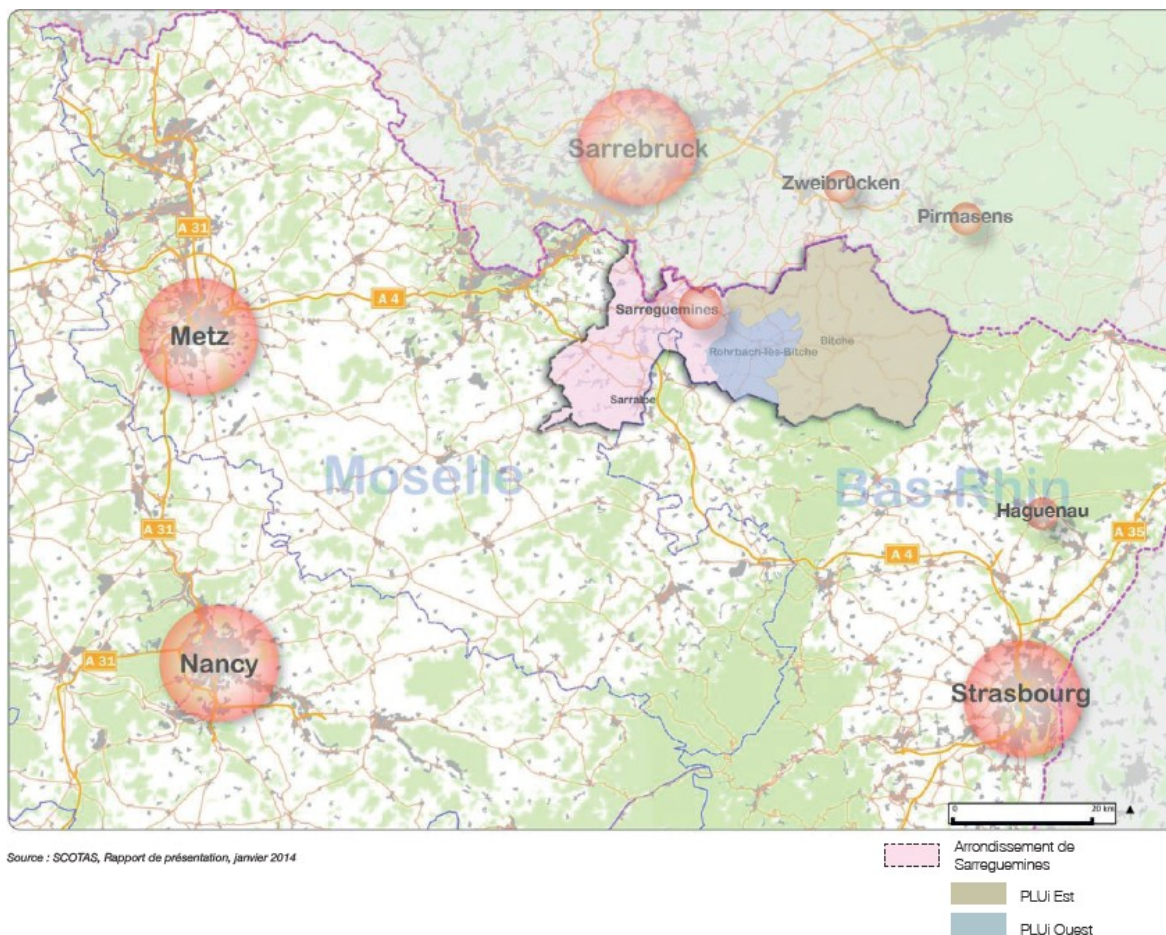 Sarrebruck
Zweibrücken
Pirmasens
A 31
A 4
Metz
Sarreguemines
Bitche
Rohrbach-lès-Bitche
Sarralbe
Moselle
Bas-Rhin
Haguenau
A 35
A 31
A 4
A 31
Nancy
Strasbourg
0 20 km
Source : SCOTAS, Rapport de présentation, janvier 2014
Arrondissement de
Sarreguemines
PLUi Est
PLUi Ouest